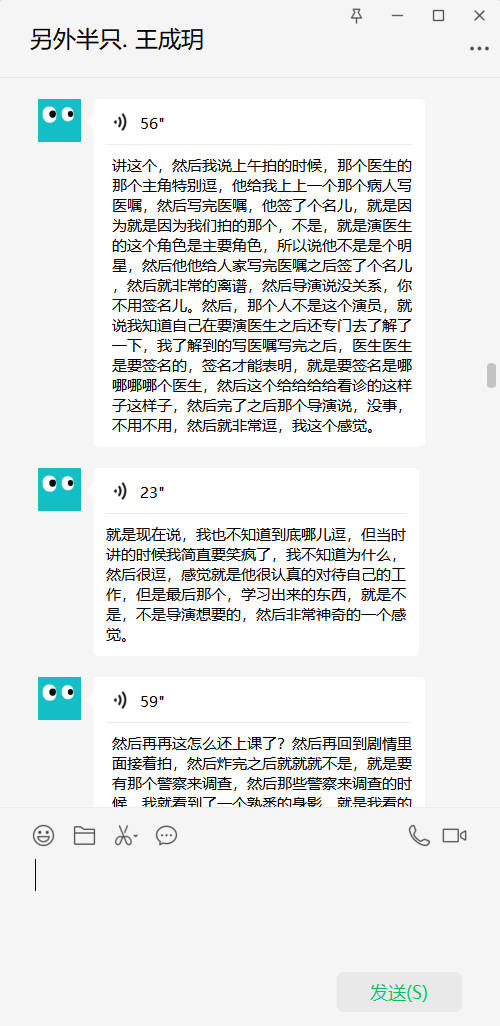 另外半只. 王成玥
56"
讲这个，然后我说上午拍的时候，那个医生的
那个主角特别逗，他给我上上一个那个病人写
医嘱，然后写完医嘱，他签了个名儿，就是因
为就是因为我们拍的那个，不是，就是演医生
的这个角色是主要角色，所以说他不是是个明
星，然后他他给人家写完医嘱之后签了个名儿
，然后就非常的离谱，然后导演说没关系，你
不用签名儿。然后，那个人不是这个演员，就
说我知道自己在要演医生之后还专门去了解了
一下，我了解到的写医嘱写完之后，医生医生
是要签名的，签名才能表明，就是要签名是哪
哪哪哪哪个医生，然后这个给给给给看诊的这样
子这样子，然后完了之后那个导演说，没事，
不用不用，然后就非常逗，我这个感觉。
23"
就是现在说，我也不知道到底哪儿逗，但当时
讲的时候我简直要笑疯了，我不知道为什么，
然后很逗，感觉就是他很认真的对待自己的工
作，但是最后那个，学习出来的东西，就是不
是，不是导演想要的，然后非常神奇的一个感
觉。
59"
然后再再这怎么还上课了？然后再回到剧情里
面接着拍，然后炸完之后就就就不是，就是要
有那个警察来调查，然后那些警察来调查的时
候，我就看到了一个熟悉的身影，就是我看的
发送(S)